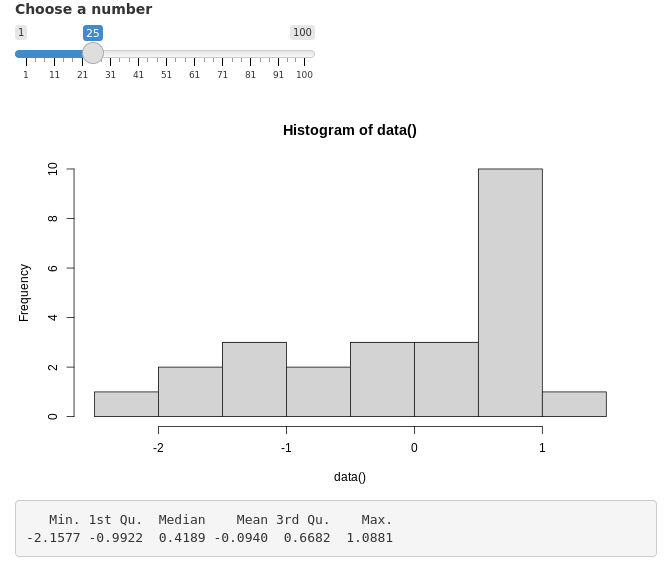 Choose a number
1 25 100
1 11 21 31 41 51 61 71 81 91 100
Histogram of data()
Frequency
10
8
6
4
2
0
-2 -1 0 1
data()
Min. 1st Qu. Median Mean 3rd Qu. Max.
-2.1577 -0.9922 0.4189 -0.0940 0.6682 1.0881